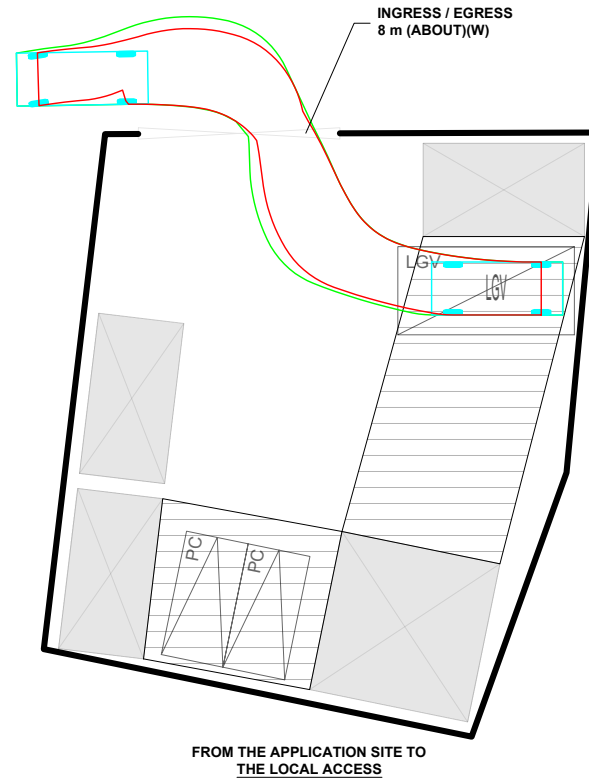 INGRESS / EGRESS
8 m (ABOUT)(W)
LGV
LGV
PC
PC
FROM THE APPLICATION SITE TO
THE LOCAL ACCESS